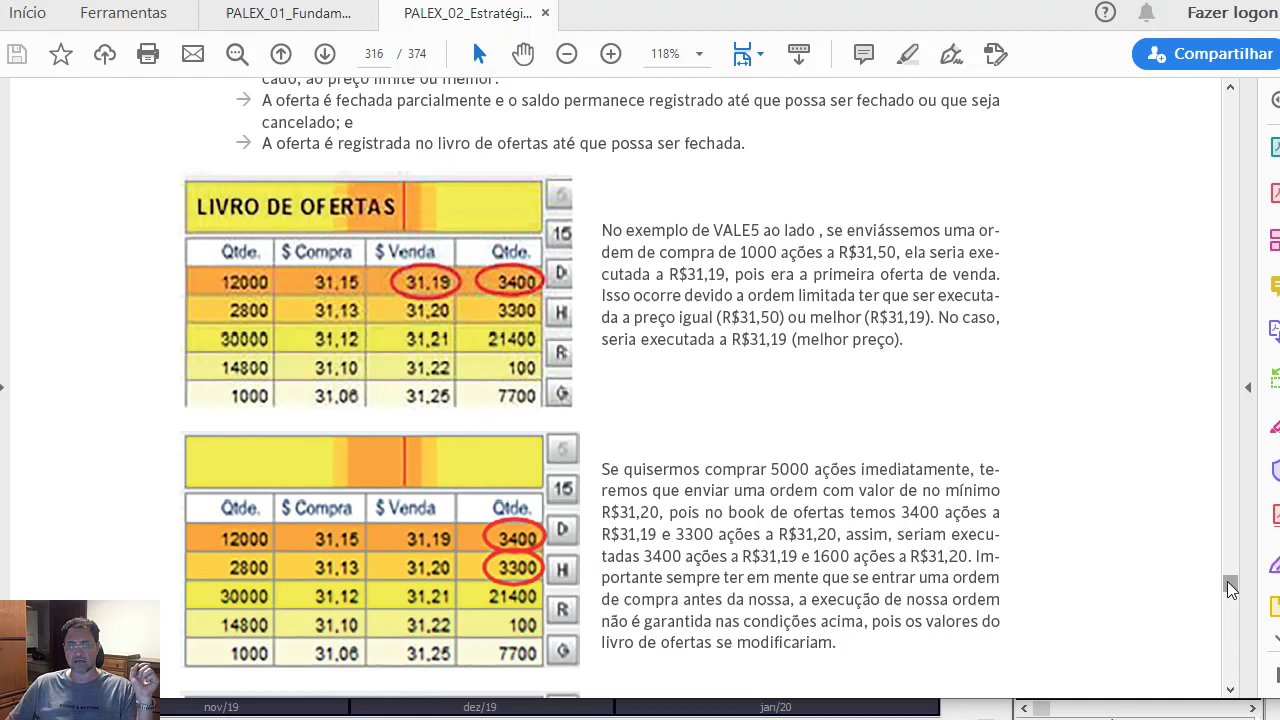 Início Ferramentas PALEX_01_Fundam... PALEX_02_Estratégi... × Fazer logon
316 / 374 118% Compartilhar
cado, ao preço limite ou melhor.
→ A oferta é fechada parcialmente e o saldo permanece registrado até que possa ser fechado ou que seja
cancelado; e
→ A oferta é registrada no livro de ofertas até que possa ser fechada.
LIVRO DE OFERTAS
15
Qtde. $ Compra $ Venda Qtde.
12000 31,15 31,19 3400 D
2800 31,13 31,20 3300 H
30000 31,12 31,21 21400 R
14800 31,10 31,22 100
1000 31,06 31,25 7700 G
No exemplo de VALE5 ao lado , se enviássemos uma or-
dem de compra de 1000 ações a R$31,50, ela seria exe-
cutada a R$31,19, pois era a primeira oferta de venda.
Isso ocorre devido a ordem limitada ter que ser executa-
da a preço igual (R$31,50) ou melhor (R$31,19). No caso,
seria executada a R$31,19 (melhor preço).
5
15
Qtde. $ Compra $ Venda Qtde.
12000 31,15 31,19 3400 D
2800 31,13 31,20 3300 H
30000 31,12 31,21 21400 R
14800 31,10 31,22 100
1000 31,06 31,25 7700 G
Se quisermos comprar 5000 ações imediatamente, te-
remos que enviar uma ordem com valor de no mínimo
R$31,20, pois no book de ofertas temos 3400 ações a
R$31,19 e 3300 ações a R$31,20, assim, seriam execu-
tadas 3400 ações a R$31,19 e 1600 ações a R$31,20. Im-
portante sempre ter em mente que se entrar uma ordem
de compra antes da nossa, a execução de nossa ordem
não é garantida nas condições acima, pois os valores do
livro de ofertas se modificariam.
nov/19 dez/19 jan/20